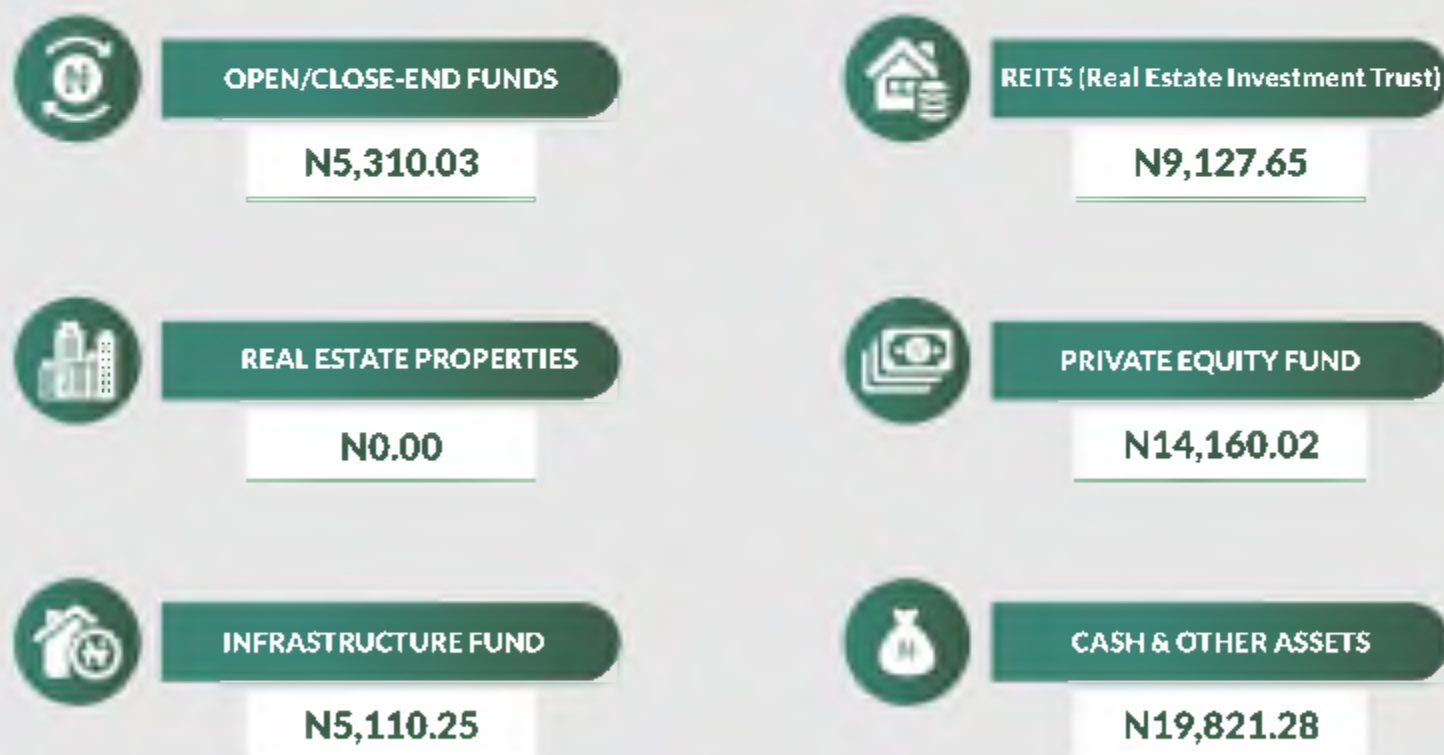 OPEN/CLOSE-END FUNDS
N5,310.03
REITS (Real Estate Investment Trust)
N9,127.65
REAL ESTATE PROPERTIES
N0.00
PRIVATE EQUITY FUND
N14,160.02
INFRASTRUCTURE FUND
N5,110.25
CASH & OTHER ASSETS
N19,821.28